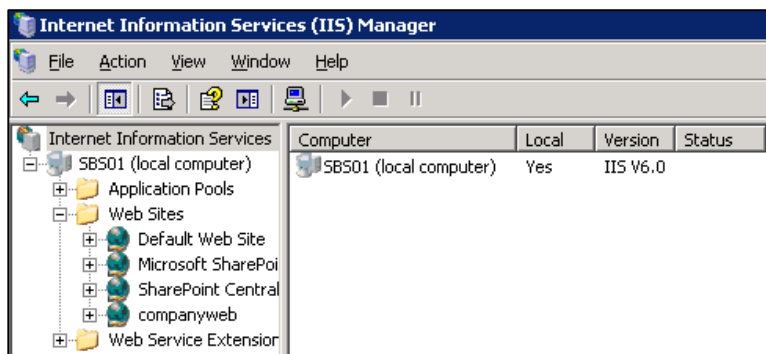 Internet Information Services (IIS) Manager
File Action View Window Help
Internet Information Services
SBS01 (local computer)
Application Pools
Web Sites
Default Web Site
Microsoft SharePoi
SharePoint Central
companyweb
Web Service Extension
Computer Local Version Status
SBS01 (local computer) Yes IIS V6.0